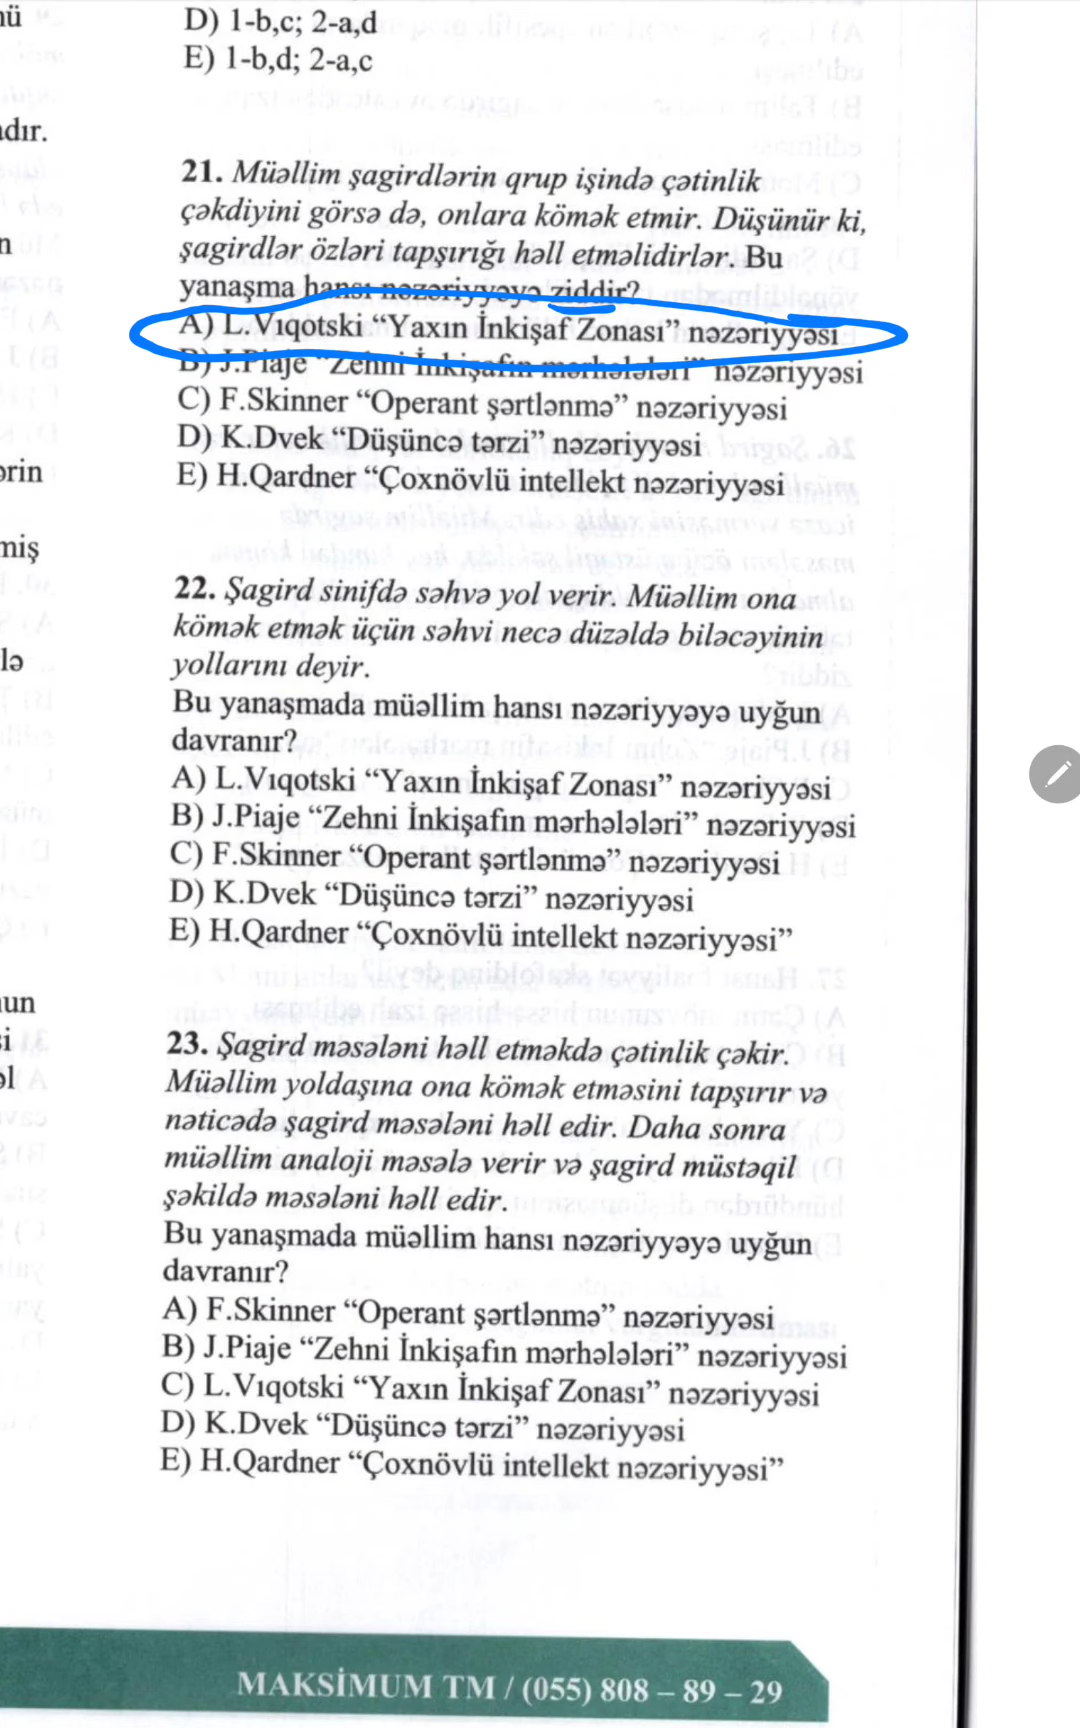 nü
adır.
n
ərin
miş
lə
nun
si
əl
D) 1-b,c; 2-a,d
E) 1-b,d; 2-a,c
21. Müəllim şagirdlərin qrup işində çətinlik
çəkdiyini görsə də, onlara kömək etmir. Düşünür ki,
şagirdlər özləri tapşırığı həll etməlidirlər. Bu
yanaşma hansı nəzəriyyəyə ziddir?
A) L.Vıqotski “Yaxın İnkişaf Zonası” nəzəriyyəsi
B) J.Piaje “Zehni İnkişafın mərhələləri” nəzəriyyəsi
C) F.Skinner “Operant şərtlənmə” nəzəriyyəsi
D) K.Dvek “Düşüncə tərzi” nəzəriyyəsi
E) H.Qardner “Çoxnövlü intellekt nəzəriyyəsi
22. Şagird sinifdə səhvə yol verir. Müəllim ona
kömək etmək üçün səhvi necə düzəldə biləcəyinin
yollarını deyir.
Bu yanaşmada müəllim hansı nəzəriyyəyə uyğun
davranır?
A) L.Vıqotski “Yaxın İnkişaf Zonası” nəzəriyyəsi
B) J.Piaje “Zehni İnkişafın mərhələləri” nəzəriyyəsi
C) F.Skinner “Operant şərtlənmə” nəzəriyyəsi
D) K.Dvek “Düşüncə tərzi” nəzəriyyəsi
E) H.Qardner “Çoxnövlü intellekt nəzəriyyəsi”
23. Şagird məsələni həll etməkdə çətinlik çəkir.
Müəllim yoldaşına ona kömək etməsini tapşırır və
nəticədə şagird məsələni həll edir. Daha sonra
müəllim analoji məsələ verir və şagird müstəqil
şəkildə məsələni həll edir.
Bu yanaşmada müəllim hansı nəzəriyyəyə uyğun
davranır?
A) F.Skinner “Operant şərtlənmə” nəzəriyyəsi
B) J.Piaje “Zehni İnkişafın mərhələləri” nəzəriyyəsi
C) L.Vıqotski “Yaxın İnkişaf Zonası” nəzəriyyəsi
D) K.Dvek “Düşüncə tərzi” nəzəriyyəsi
E) H.Qardner “Çoxnövlü intellekt nəzəriyyəsi”
MAKSİMUM TM / (055) 808 – 89 – 29